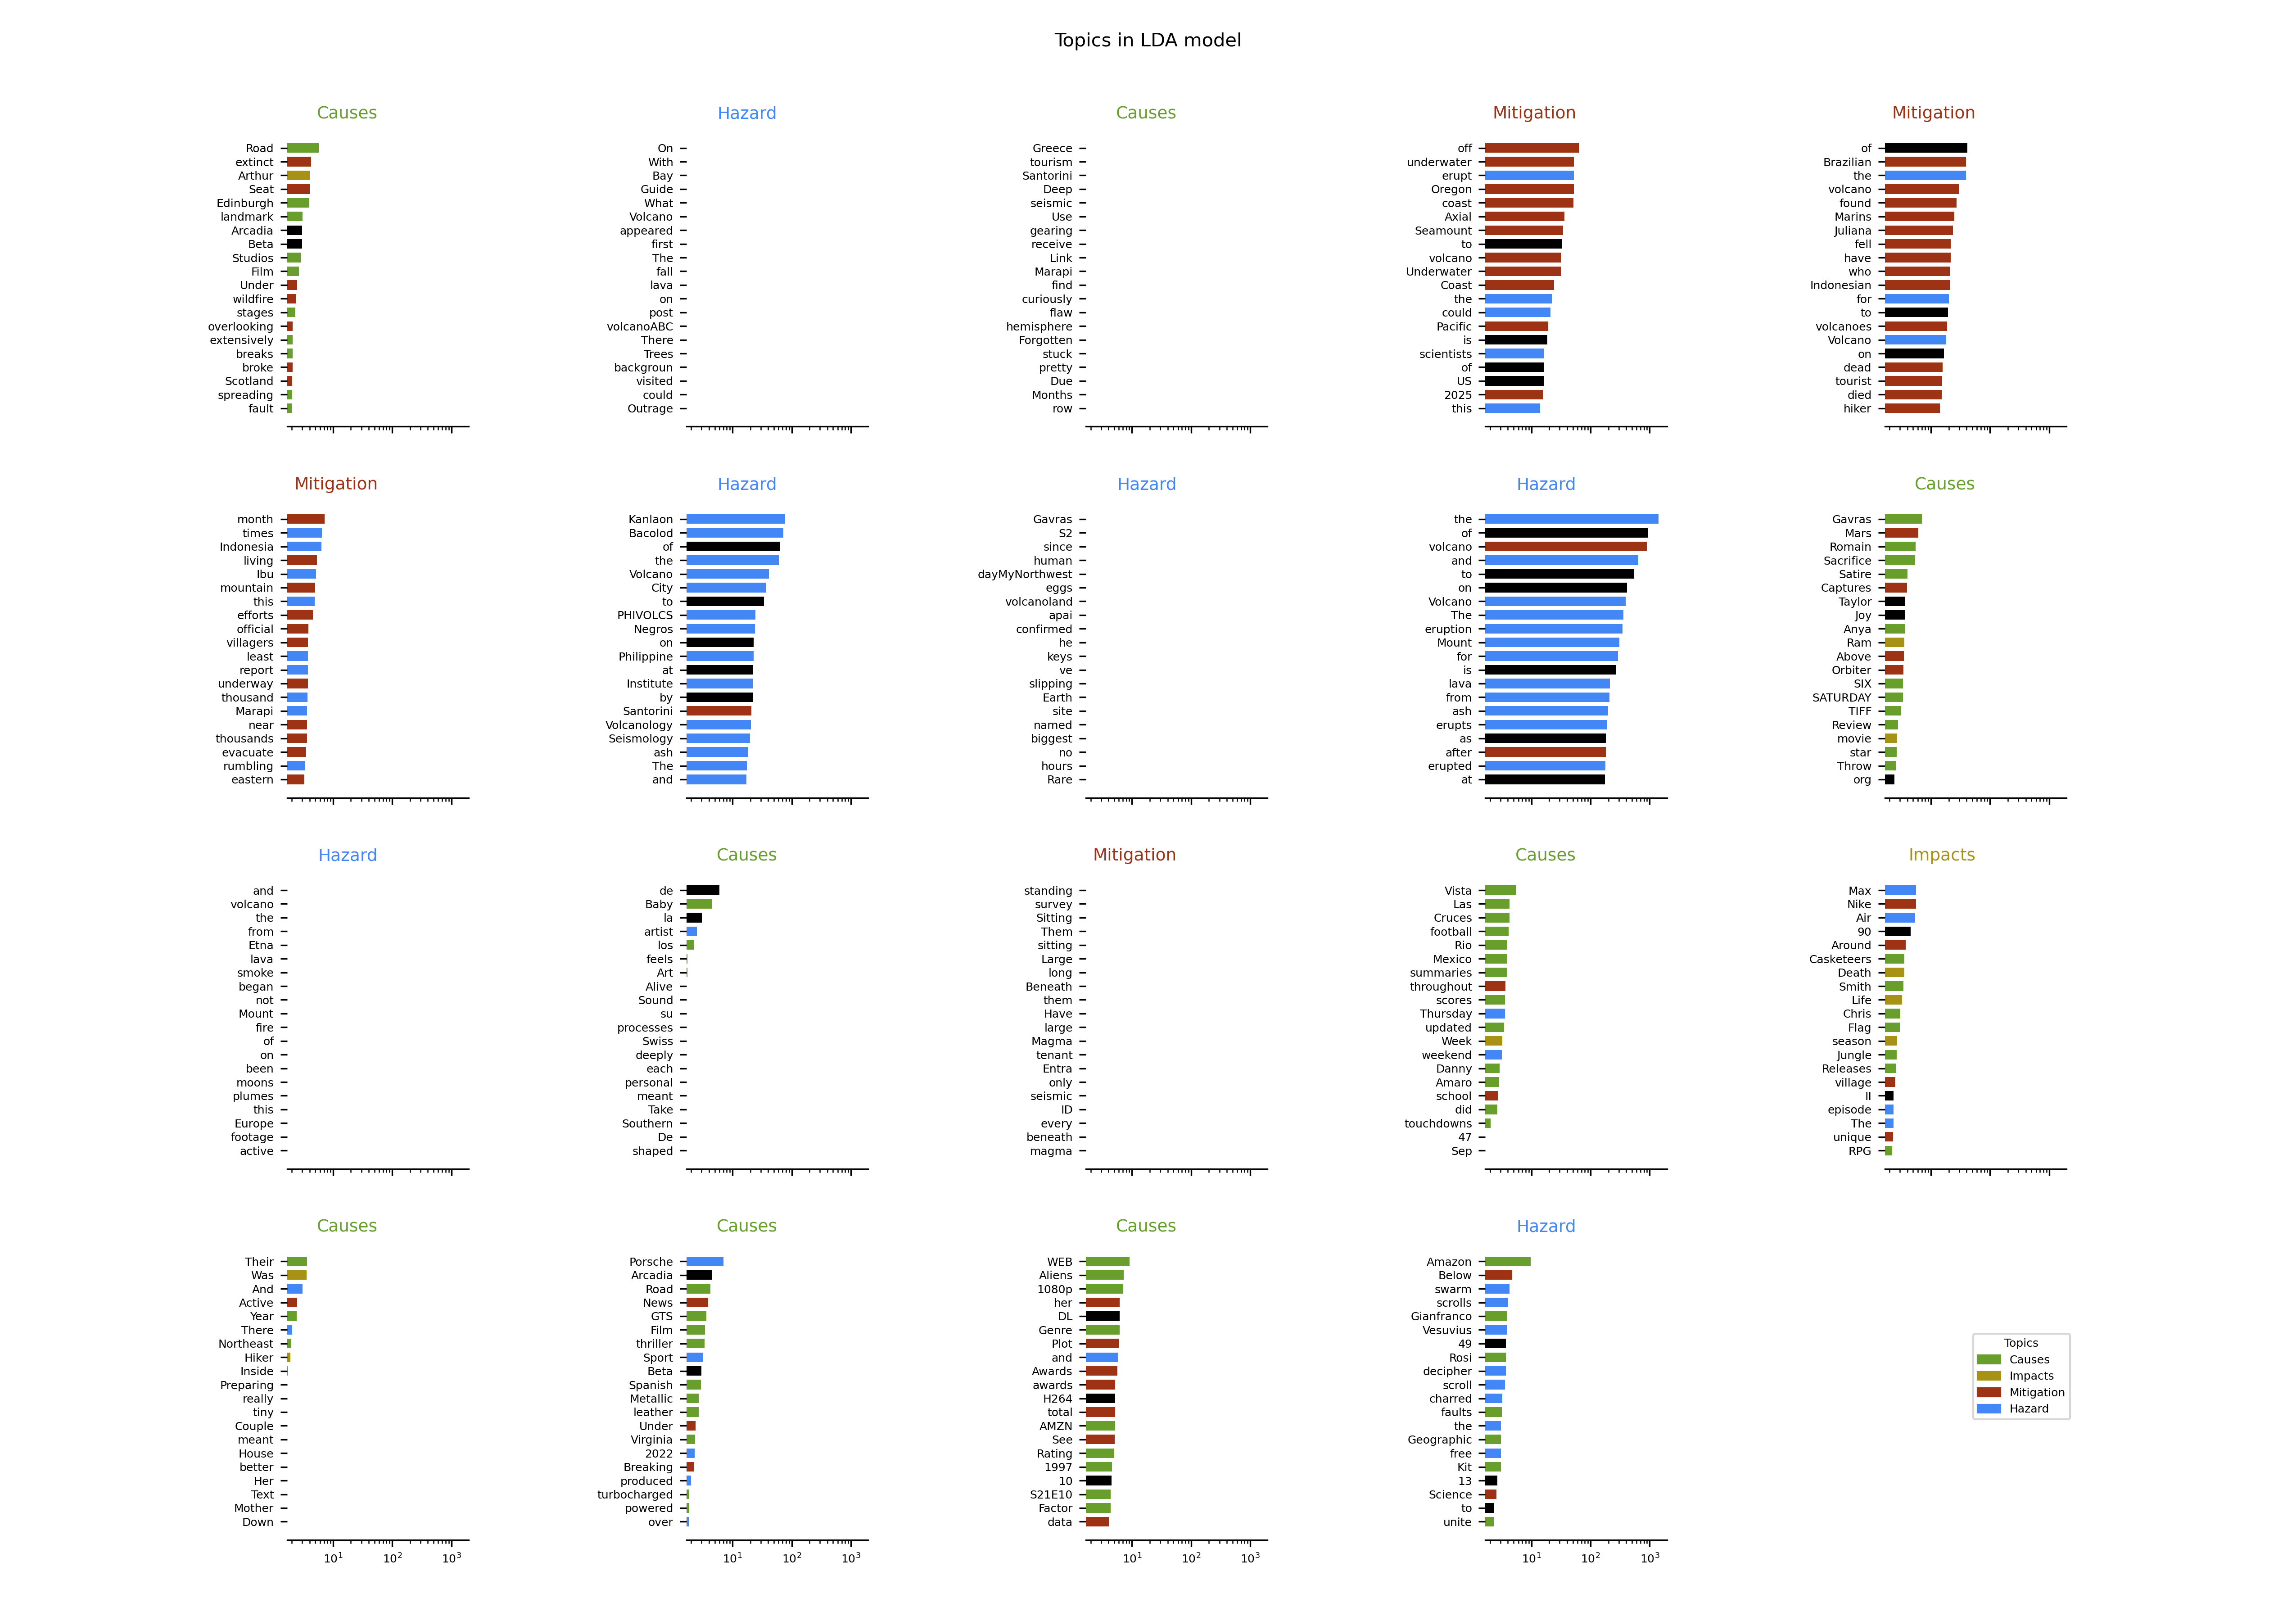 Topics in LDA model
Causes
Road
extinct
Arthur
Seat
Edinburgh
landmark
Arcadia
Beta
Studios
Film
Under
wildfire
stages
overlooking
extensively
breaks
broke
Scotland
spreading
fault
Hazard
On
With
Bay
Guide
What
Volcano
appeared
first
The
fall
lava
on
post
volcanoABC
There
Trees
backgroun
visited
could
Outrage
Causes
Greece
tourism
Santorini
Deep
seismic
Use
gearing
receive
Link
Marapi
find
curiously
flaw
hemisphere
Forgotten
stuck
pretty
Due
Months
row
Mitigation
off
underwater
erupt
Oregon
coast
Axial
Seamount
to
volcano
Underwater
Coast
the
could
Pacific
is
scientists
of
US
2025
this
Mitigation
of
Brazilian
the
volcano
found
Marins
Juliana
fell
have
who
Indonesian
for
to
volcanoes
Volcano
on
dead
tourist
died
hiker
Mitigation
month
times
Indonesia
living
Ibu
mountain
this
efforts
official
villagers
least
report
underway
thousand
Marapi
near
thousands
evacuate
rumbling
eastern
Hazard
Kanlaon
Bacolod
of
the
Volcano
City
to
PHIVOLCS
Negros
on
Philippine
at
Institute
by
Santorini
Volcanology
Seismology
ash
The
and
Hazard
Gavras
S2
since
human
dayMyNorthwest
eggs
volcanoland
apai
confirmed
he
keys
ve
slipping
Earth
site
named
biggest
no
hours
Rare
Hazard
the
of
volcano
and
to
on
Volcano
The
eruption
Mount
for
is
lava
from
ash
erupts
as
after
erupted
at
Causes
Gavras
Mars
Romain
Sacrifice
Satire
Captures
Taylor
Joy
Anya
Ram
Above
Orbiter
SIX
SATURDAY
TIFF
Review
movie
star
Throw
org
Hazard
and
volcano
the
from
Etna
lava
smoke
began
not
Mount
fire
of
on
been
moons
plumes
this
Europe
footage
active
Causes
de
Baby
la
artist
los
feels
Art
Alive
Sound
su
processes
Swiss
deeply
each
personal
meant
Take
Southern
De
shaped
Mitigation
standing
survey
Sitting
Them
sitting
Large
long
Beneath
them
Have
large
Magma
tenant
Entra
only
seismic
ID
every
beneath
magma
Causes
Vista
Las
Cruces
football
Rio
Mexico
summaries
throughout
scores
Thursday
updated
Week
weekend
Danny
Amaro
school
did
touchdowns
47
Sep
Impacts
Max
Nike
Air
90
Around
Casketeers
Death
Smith
Life
Chris
Flag
season
Jungle
Releases
village
II
episode
The
unique
RPG
Causes
Their
Was
And
Active
Year
There
Northeast
Hiker
Inside
Preparing
really
tiny
Couple
meant
House
better
Her
Text
Mother
Down
10¹ 10² 10³
Causes
Porsche
Arcadia
Road
News
GTS
Film
thriller
Sport
Beta
Spanish
Metallic
leather
Under
Virginia
2022
Breaking
produced
turbocharged
powered
over
10¹ 10² 10³
Causes
WEB
Aliens
1080p
her
DL
Genre
Plot
and
Awards
awards
H264
total
AMZN
See
Rating
1997
10
S21E10
Factor
data
10¹ 10² 10³
Hazard
Amazon
Below
swarm
scrolls
Gianfranco
Vesuvius
49
Rosi
decipher
scroll
charred
faults
the
Geographic
free
Kit
13
Science
to
unite
10¹ 10² 10³
Topics
Causes
Impacts
Mitigation
Hazard